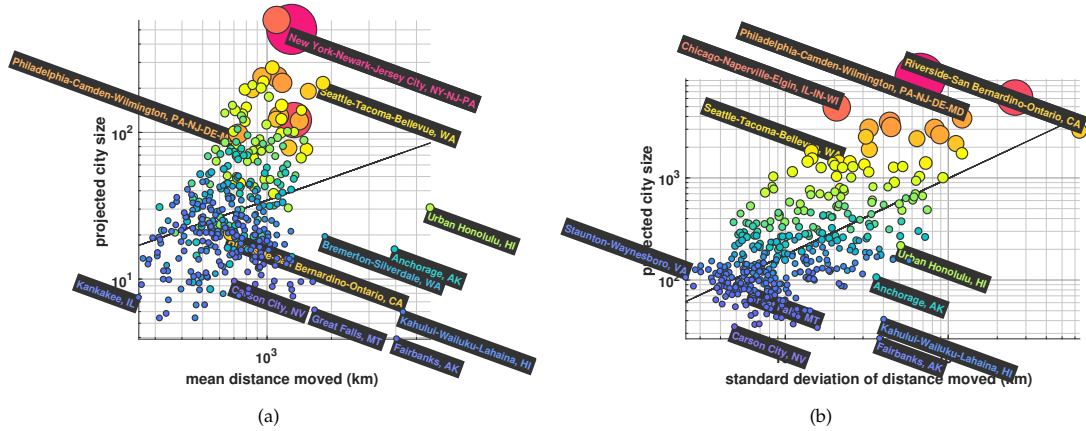 New York-Newark-Jersey City, NY-NJ-PA
Philadelphia-Camden-Wilmington, PA-NJ-DE-MD
Seattle-Tacoma-Bellevue, WA
projected city size
10²
10¹
Urban Honolulu, HI
Bremerton-Silverdale, WA
Anchorage, AK
Bernardino-Ontario, CA
Kankakee, IL
Carson City, NV
Great Falls, MT
Kahului-Wailuku-Lahaina, HI
Fairbanks, AK
10³
mean distance moved (km)
(a)
Philadelphia-Camden-Wilmington, PA-NJ-DE-MD
Riverside-San Bernardino-Ontario, CA
Chicago-Naperville-Elgin, IL-IN-WI
Seattle-Tacoma-Bellevue, WA
projected city size
10³
10²
Staunton-Waynesboro, VA
Urban Honolulu, HI
Anchorage, AK
MT
Carson City, NV
Kahului-Wailuku-Lahaina, HI
Fairbanks, AK
standard deviation of distance moved (km)
(b)